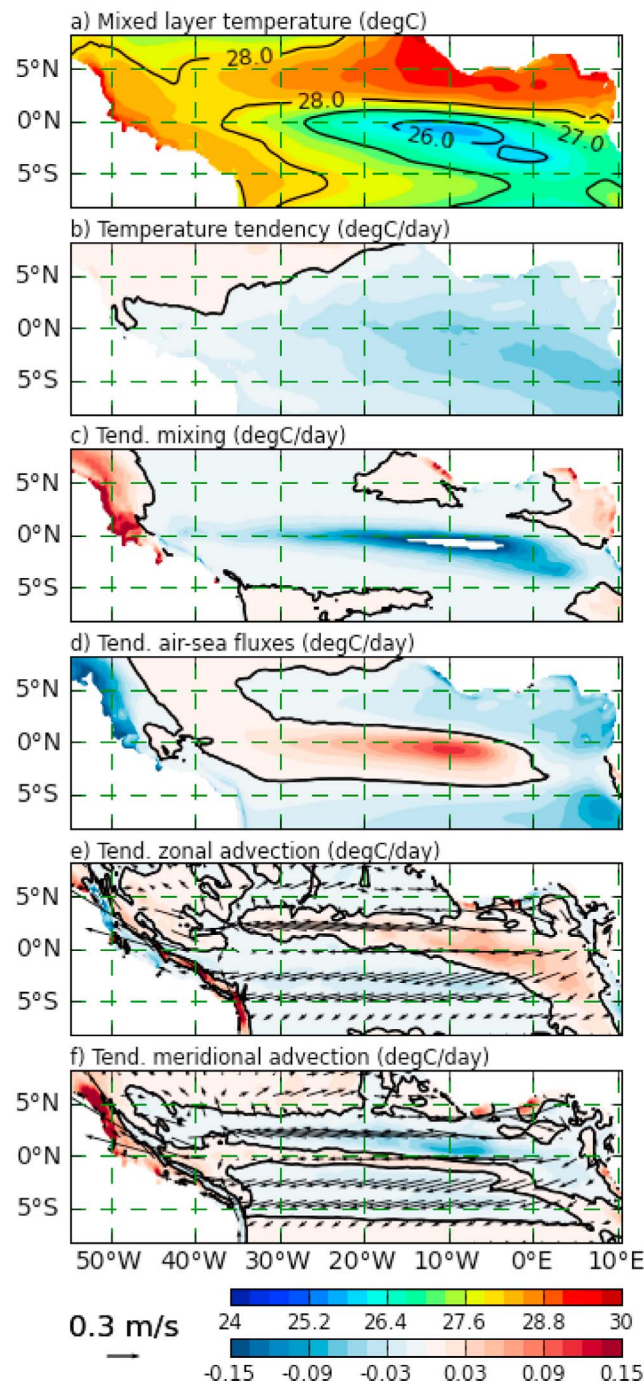 a) Mixed layer temperature (degC)
5°N
0°N
5°S
28.0
28.0
26.0
27.0
b) Temperature tendency (degC/day)
5°N
0°N
5°S
c) Tend. mixing (degC/day)
5°N
0°N
5°S
d) Tend. air-sea fluxes (degC/day)
5°N
0°N
5°S
e) Tend. zonal advection (degC/day)
5°N
0°N
5°S
f) Tend. meridional advection (degC/day)
5°N
0°N
5°S
50°W 40°W 30°W 20°W 10°W 0°E 10°E
0.3 m/s
24 25.2 26.4 27.6 28.8 30
-0.15 -0.09 -0.03 0.03 0.09 0.15